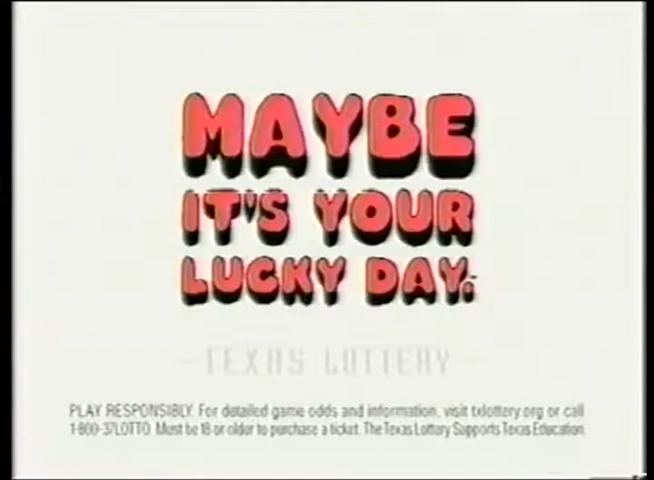 MAYBE
IT'S YOUR
LUCKY DAY.
TEXAS LOTTERY
PLAY RESPONSIBLY. For detailed game odds and information, visit txlottery.org or call
1-800-37LOTTO. Must be 18 or older to purchase a ticket. The Texas Lottery Supports Texas Education.